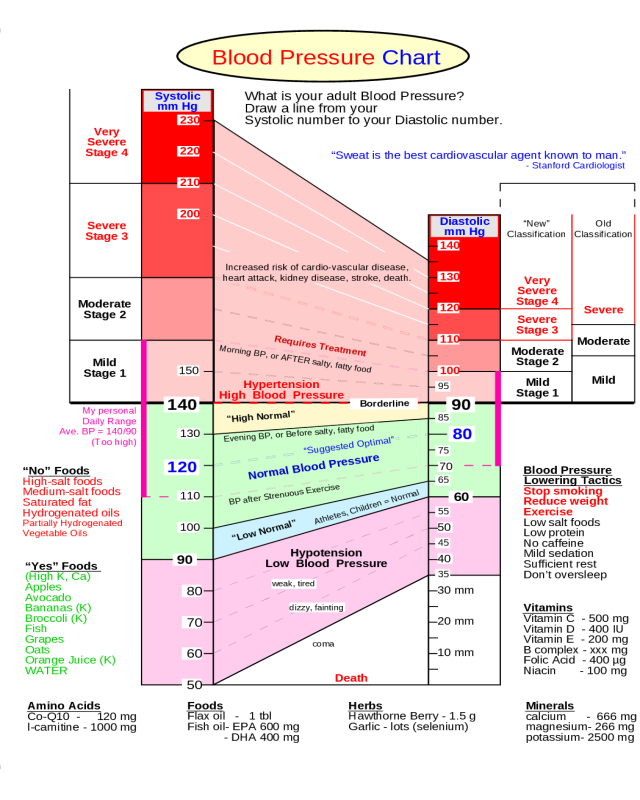 Blood Pressure Chart
What is your adult Blood Pressure?
Draw a line from your
Systolic number to your Diastolic number.
"Sweat is the best cardiovascular agent known to man."
- Stanford Cardiologist
Systolic
mm Hg
230
220
210
200
150
140
130
120
110
100
90
80
70
60
50
Very
Severe
Stage 4
Severe
Stage 3
Moderate
Stage 2
Mild
Stage 1
My personal
Daily Range
Ave. BP = 140/90
(Too high)
Increased risk of cardio-vascular disease,
heart attack, kidney disease, stroke, death.
Requires Treatment
Morning BP, or AFTER salty, fatty food
Hypertension
High Blood Pressure
Borderline
"High Normal"
Evening BP, or Before salty, fatty food
"Suggested Optimal"
Normal Blood Pressure
BP after Strenuous Exercise
"Low Normal"
Athletes, Children = Normal
Hypotension
Low Blood Pressure
weak, tired
dizzy, fainting
coma
Death
Diastolic
mm Hg
140
130
120
110
100
95
90
85
80
75
70
65
60
55
50
45
40
35
30 mm
20 mm
10 mm
"New"
Classification
Old
Classification
Very
Severe
Stage 4
Severe
Stage 3
Moderate
Stage 2
Mild
Stage 1
Severe
Moderate
Mild
"No" Foods
High-salt foods
Medium-salt foods
Saturated fat
Hydrogenated oils
Partially Hydrogenated
Vegetable Oils
"Yes" Foods
(High K, Ca)
Apples
Avocado
Bananas (K)
Broccoli (K)
Fish
Grapes
Oats
Orange Juice (K)
WATER
Blood Pressure
Lowering Tactics
Stop smoking
Reduce weight
Exercise
Low salt foods
Low protein
No caffeine
Mild sedation
Sufficient rest
Don't oversleep
Vitamins
Vitamin C - 500 mg
Vitamin D - 400 IU
Vitamin E - 200 mg
B complex - xxx mg
Folic Acid - 400 µg
Niacin - 100 mg
Amino Acids
Co-Q10 - 120 mg
l-carnitine - 1000 mg
Foods
Flax oil - 1 tbl
Fish oil- EPA 600 mg
- DHA 400 mg
Herbs
Hawthorne Berry - 1.5 g
Garlic - lots (selenium)
Minerals
calcium - 666 mg
magnesium- 266 mg
potassium- 2500 mg